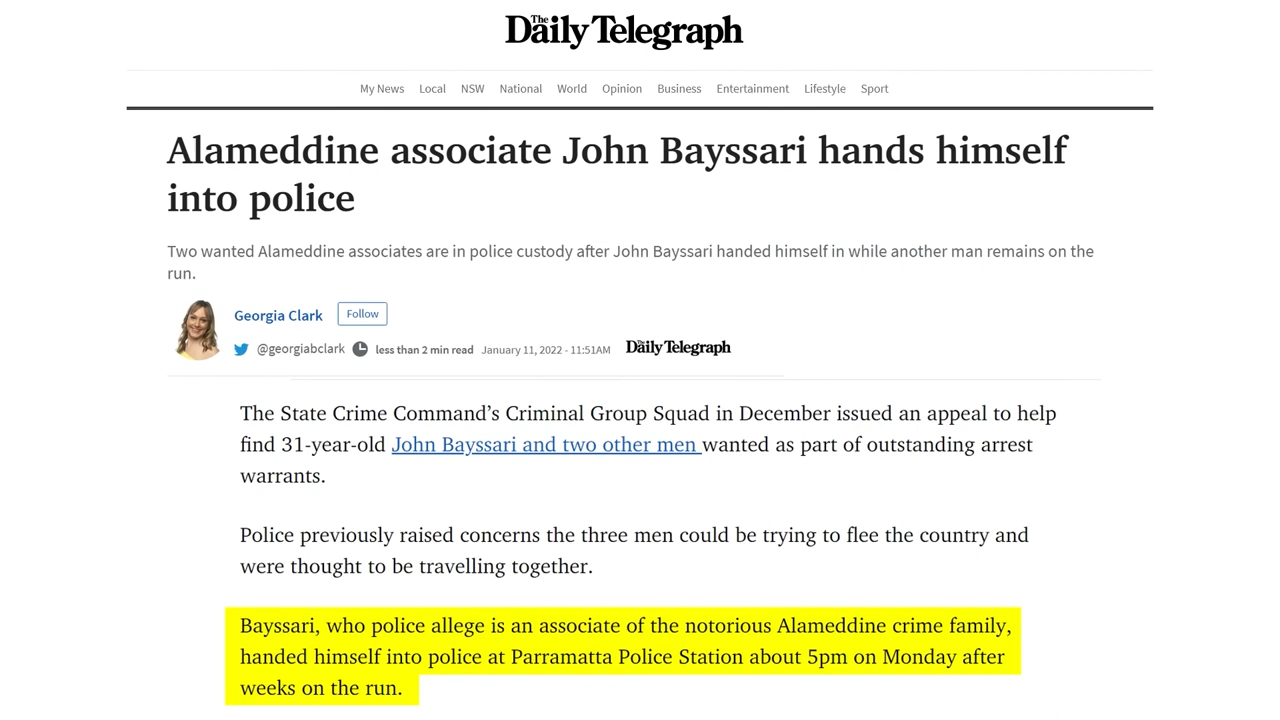 The Daily Telegraph
My News Local NSW National World Opinion Business Entertainment Lifestyle Sport
Alameddine associate John Bayssari hands himself
into police
Two wanted Alameddine associates are in police custody after John Bayssari handed himself in while another man remains on the
run.
Georgia Clark Follow
@georgiabclark less than 2 min read January 11, 2022 - 11:51AM The Daily Telegraph
The State Crime Command’s Criminal Group Squad in December issued an appeal to help
find 31-year-old John Bayssari and two other men wanted as part of outstanding arrest
warrants.
Police previously raised concerns the three men could be trying to flee the country and
were thought to be travelling together.
Bayssari, who police allege is an associate of the notorious Alameddine crime family,
handed himself into police at Parramatta Police Station about 5pm on Monday after
weeks on the run.